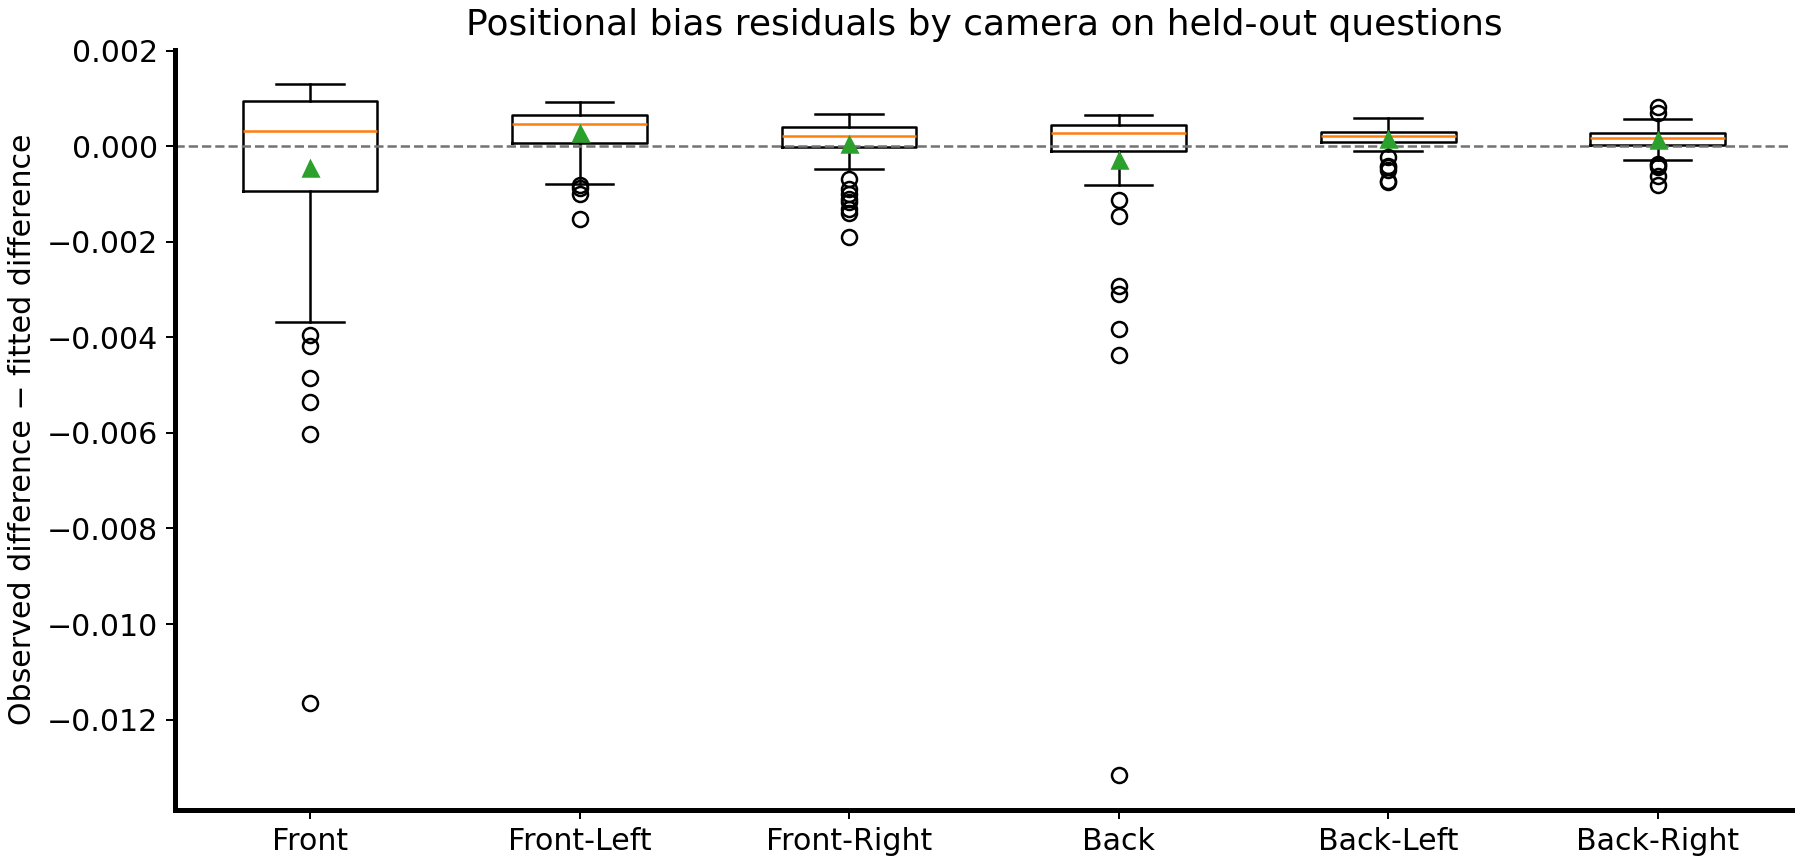 Positional bias residuals by camera on held-out questions
Observed difference − fitted difference
0.002
0.000
−0.002
−0.004
−0.006
−0.008
−0.010
−0.012
Front
Front-Left
Front-Right
Back
Back-Left
Back-Right